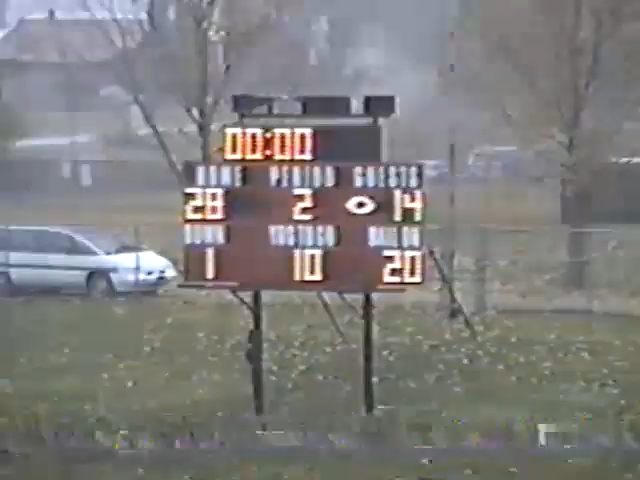 00:00
HOME PERIOD GUESTS
28 2 14
DOWN YDS TO GO BALL ON
1 10 20